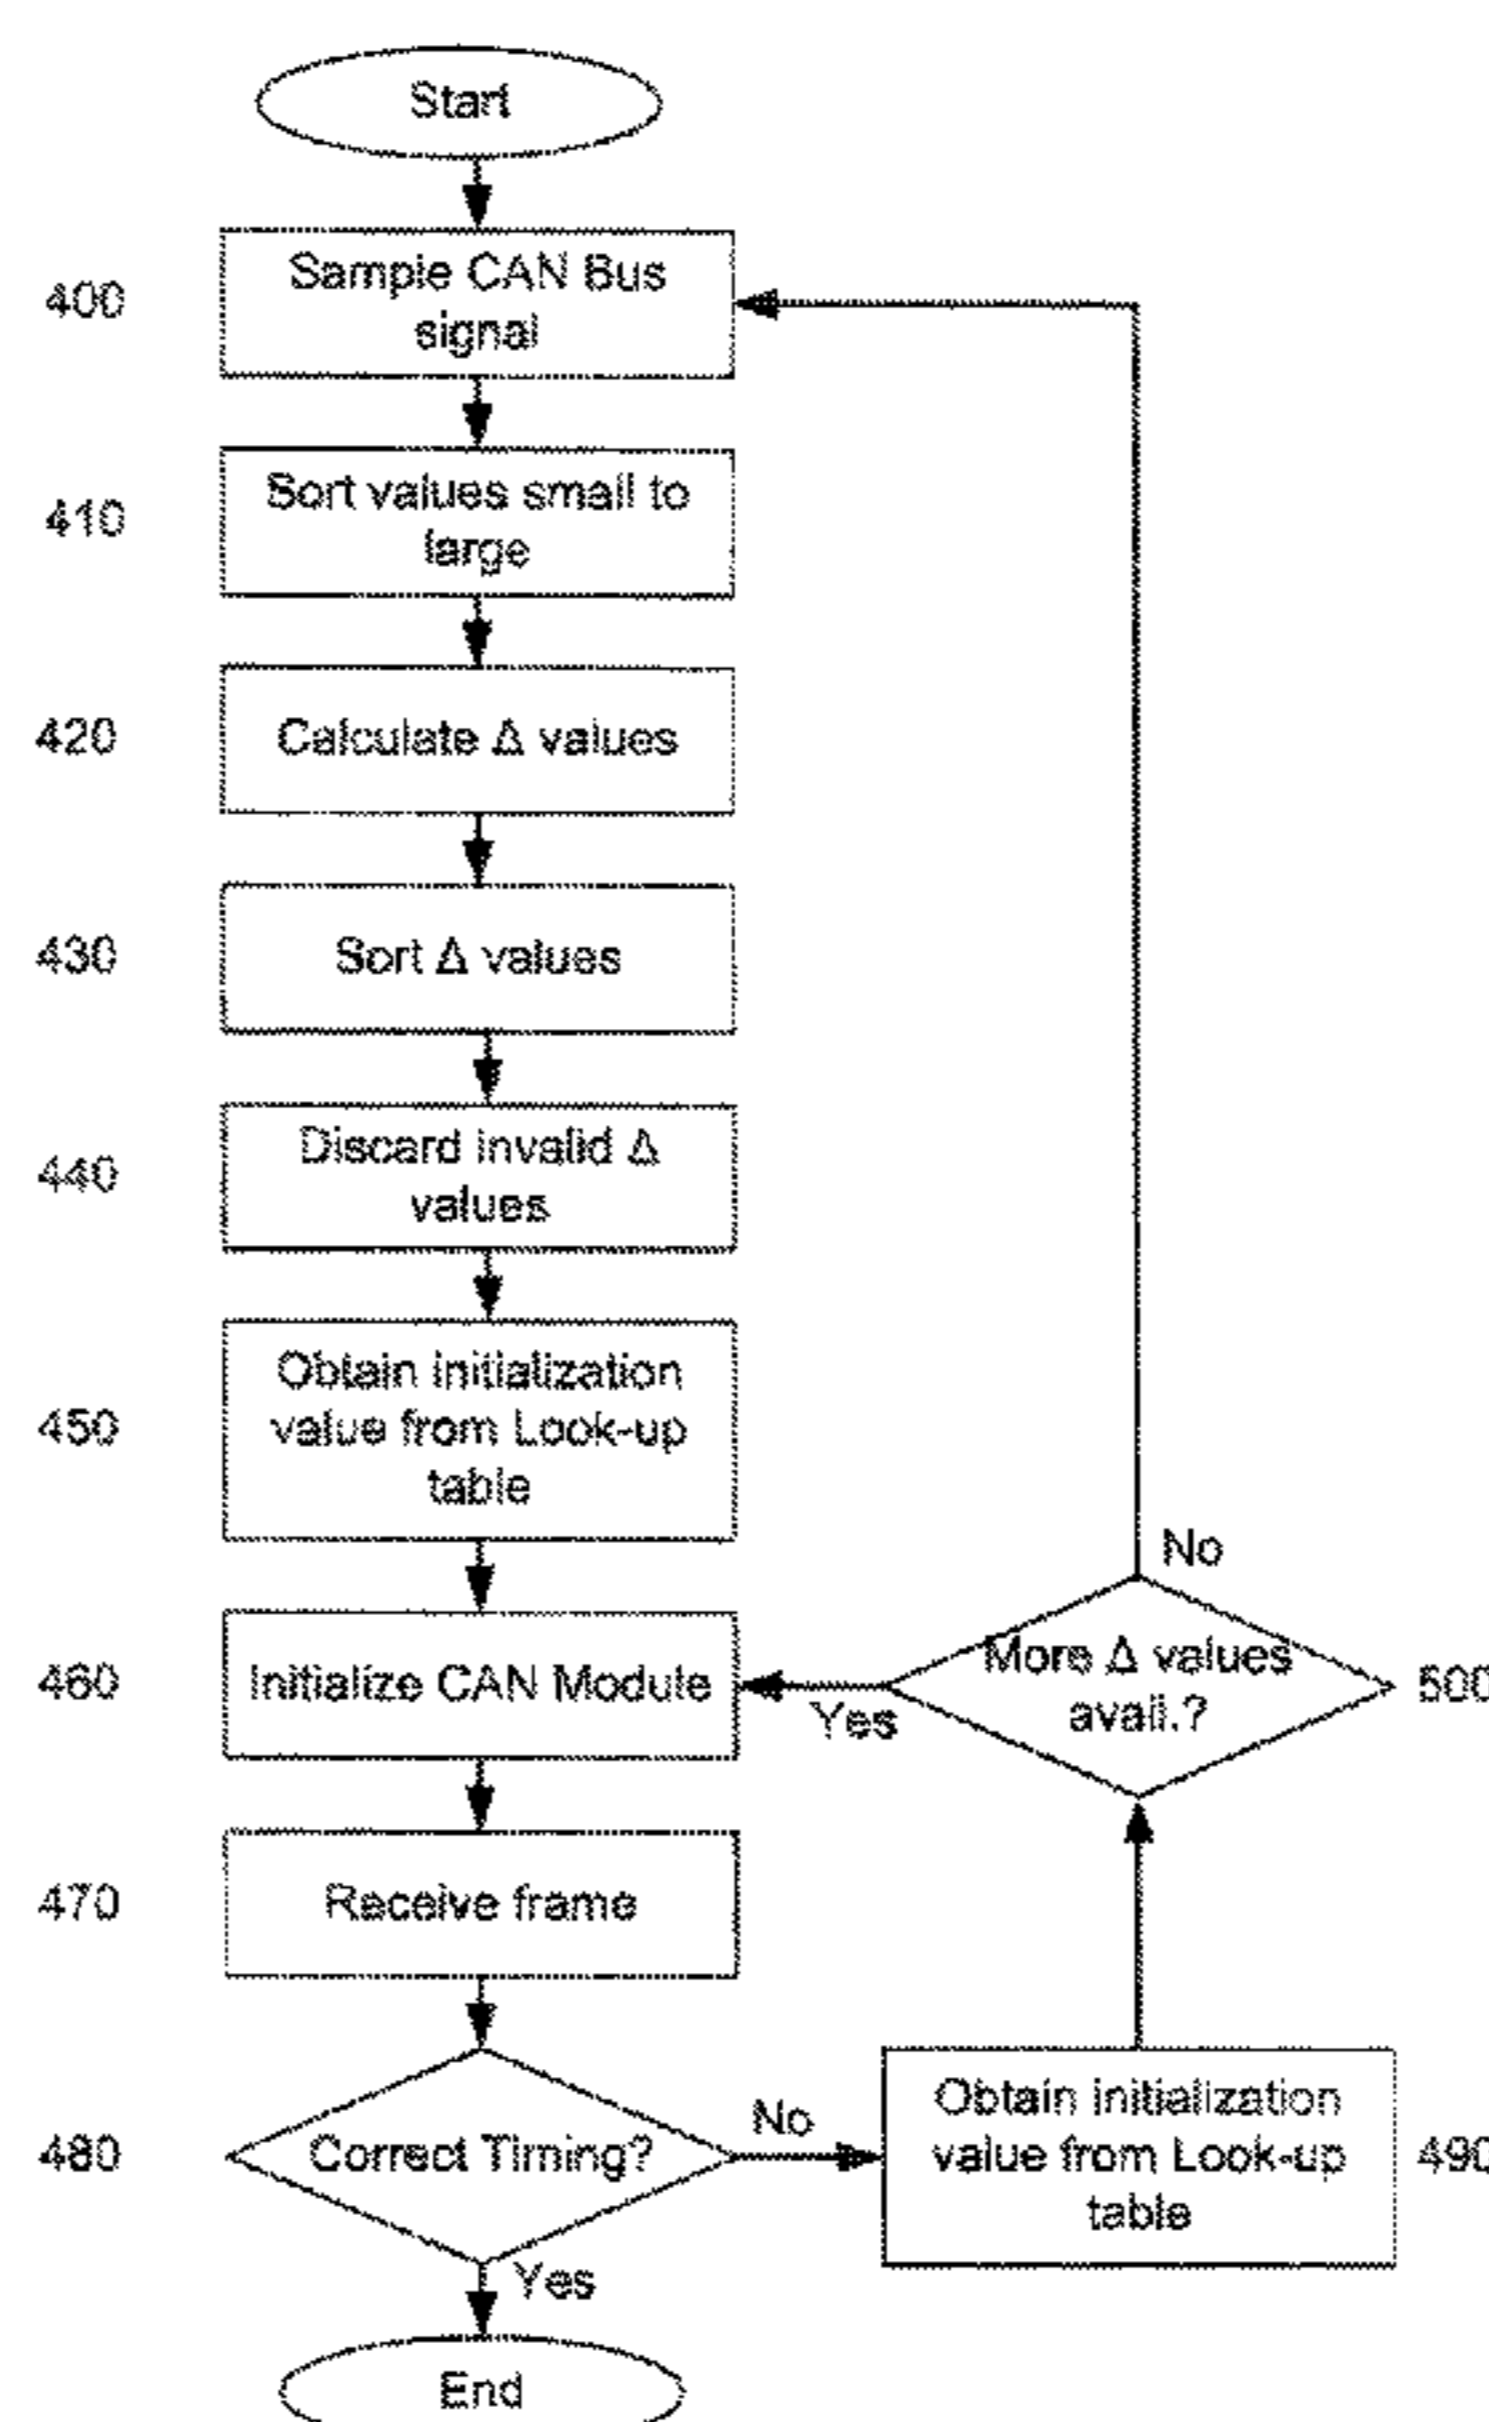 Start
400
Sample CAN Bus
signal
410
Sort values small to
large
420
Calculate Δ values
430
Sort Δ values
440
Discard invalid Δ
values
450
Obtain initialization
value from Look-up
table
No
460
Initialize CAN Module
Yes
More Δ values
avail.?
500
470
Receive frame
480
Correct Timing?
No
Obtain initialization
value from Look-up
table
490
Yes
End